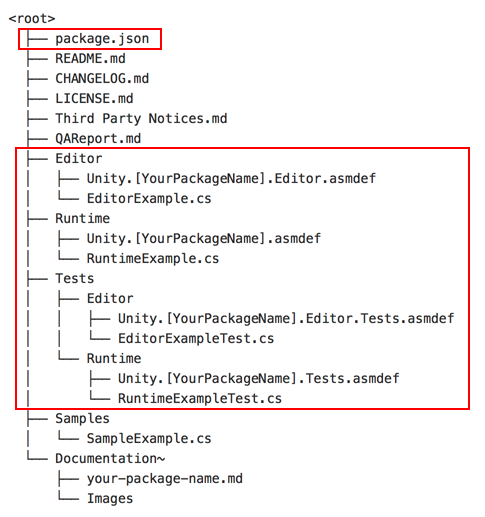 <root>
├── package.json
├── README.md
├── CHANGELOG.md
├── LICENSE.md
├── Third Party Notices.md
├── QAReport.md
├── Editor
│   ├── Unity.[YourPackageName].Editor.asmdef
│   └── EditorExample.cs
├── Runtime
│   ├── Unity.[YourPackageName].asmdef
│   └── RuntimeExample.cs
├── Tests
│   ├── Editor
│   │   ├── Unity.[YourPackageName].Editor.Tests.asmdef
│   │   └── EditorExampleTest.cs
│   └── Runtime
│       ├── Unity.[YourPackageName].Tests.asmdef
│       └── RuntimeExampleTest.cs
├── Samples
│   └── SampleExample.cs
└── Documentation~
    ├── your-package-name.md
    └── Images